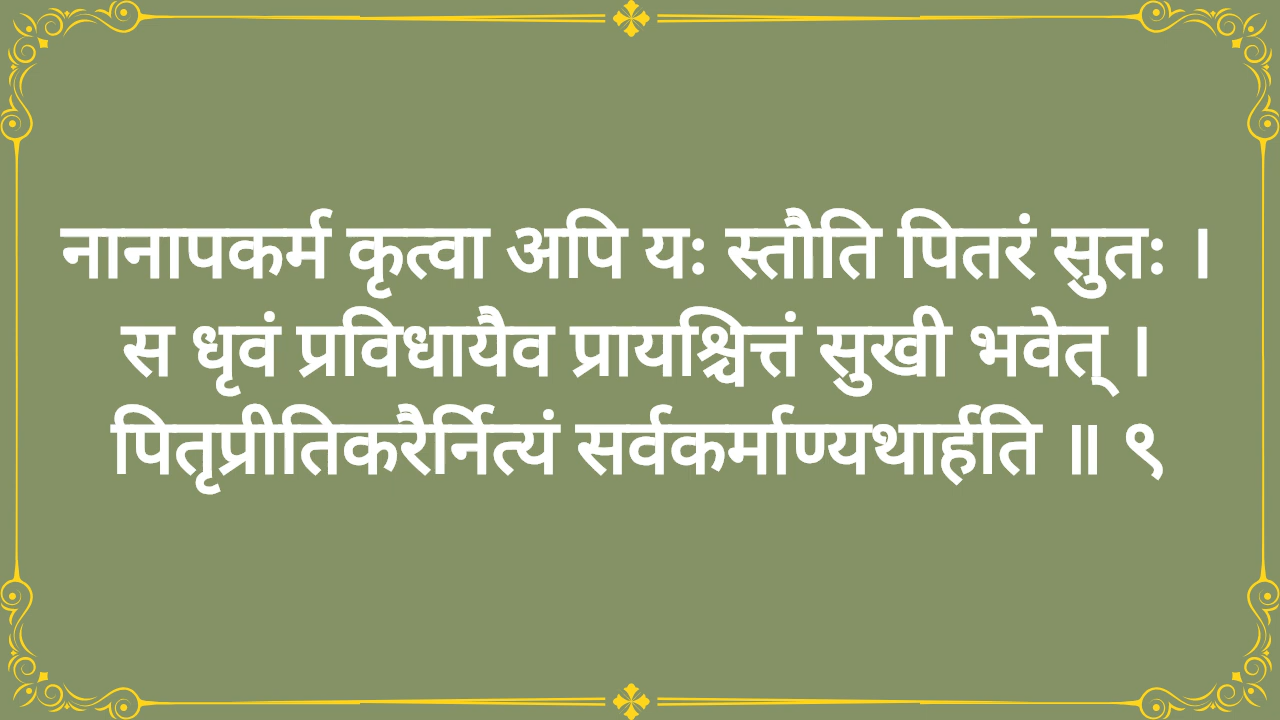 नानापकर्म कृत्वा अपि यः स्तौति पितरं सुतः ।
स धृवं प्रविधायैव प्रायश्चित्तं सुखी भवेत् ।
पितृप्रीतिकरैर्नित्यं सर्वकर्माण्यथार्हति ॥ ९